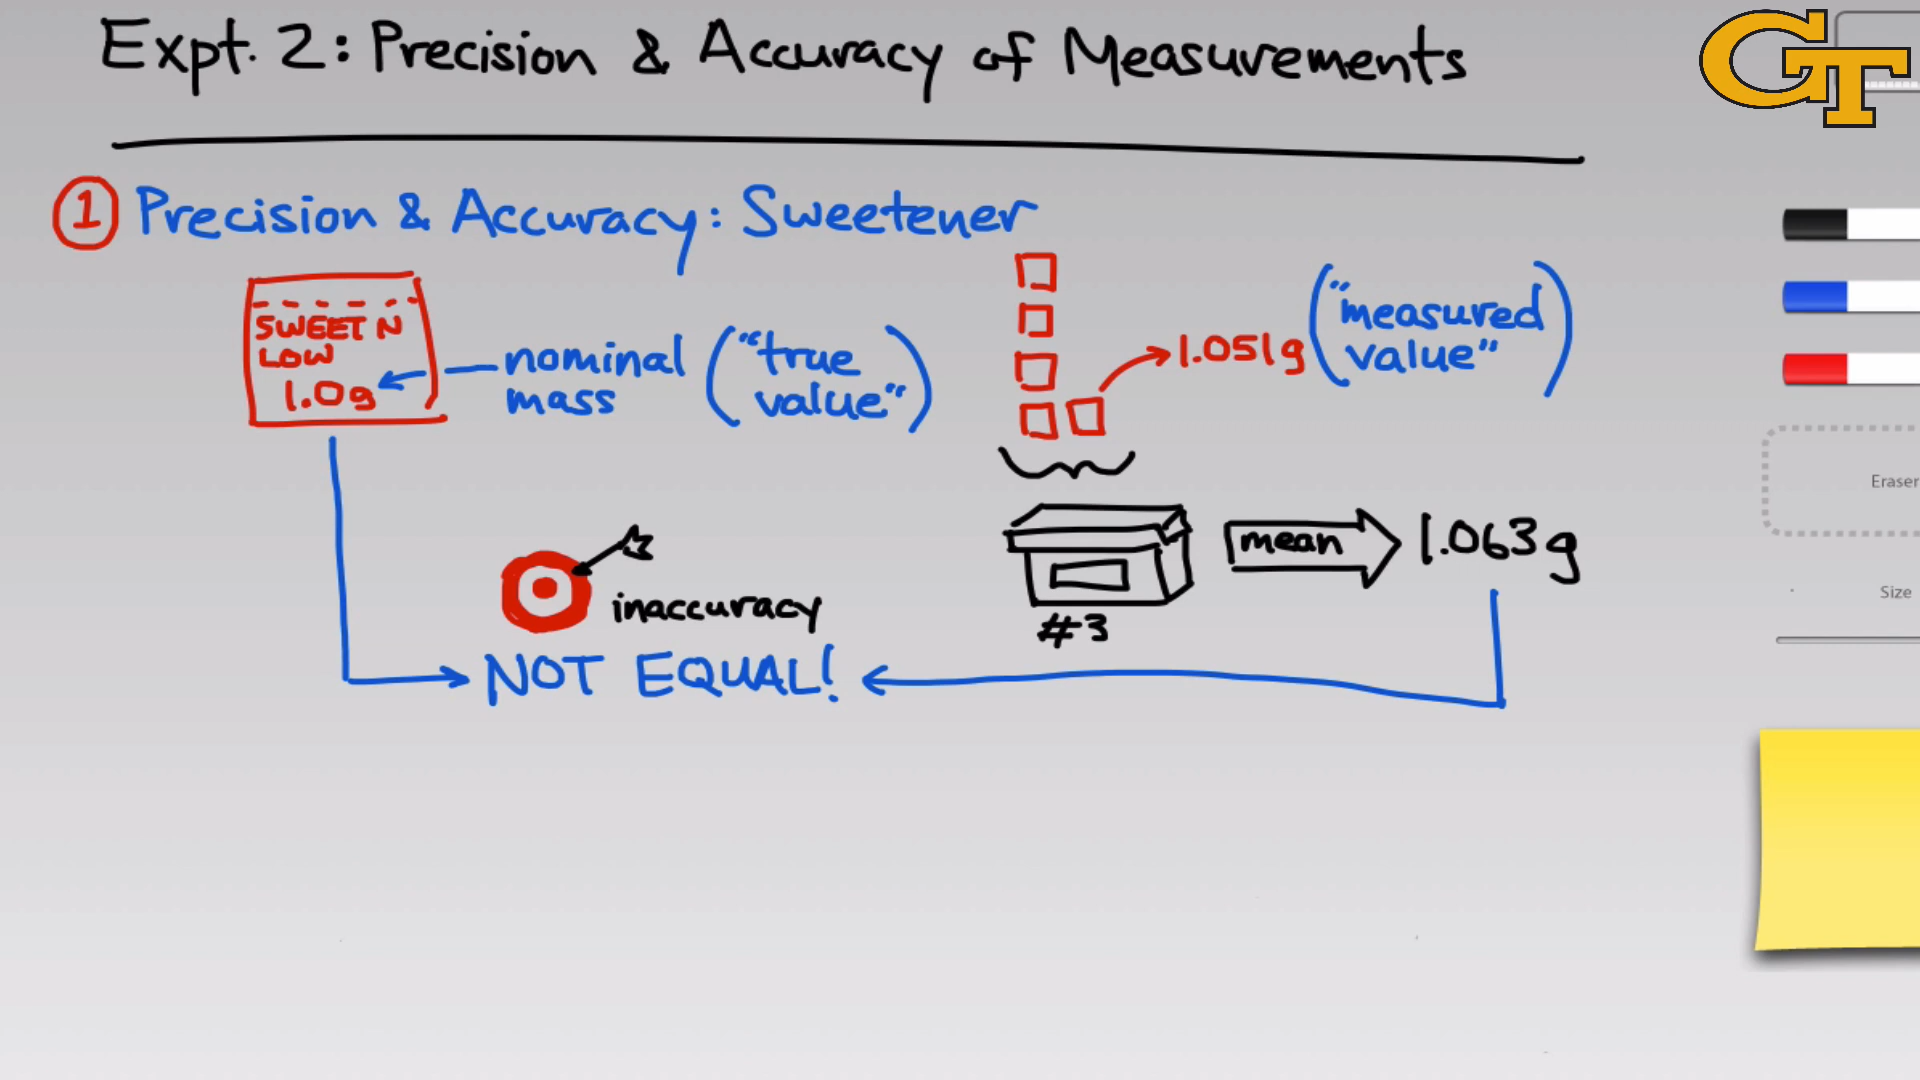 Expt. 2: Precision & Accuracy of Measurements
GT
① Precision & Accuracy: Sweetener
SWEET N
LOW
1.0g
nominal
mass
("true
value")
1.051g
("measured
value")
mean
1.063g
#3
inaccuracy
NOT EQUAL!
Eraser
Size